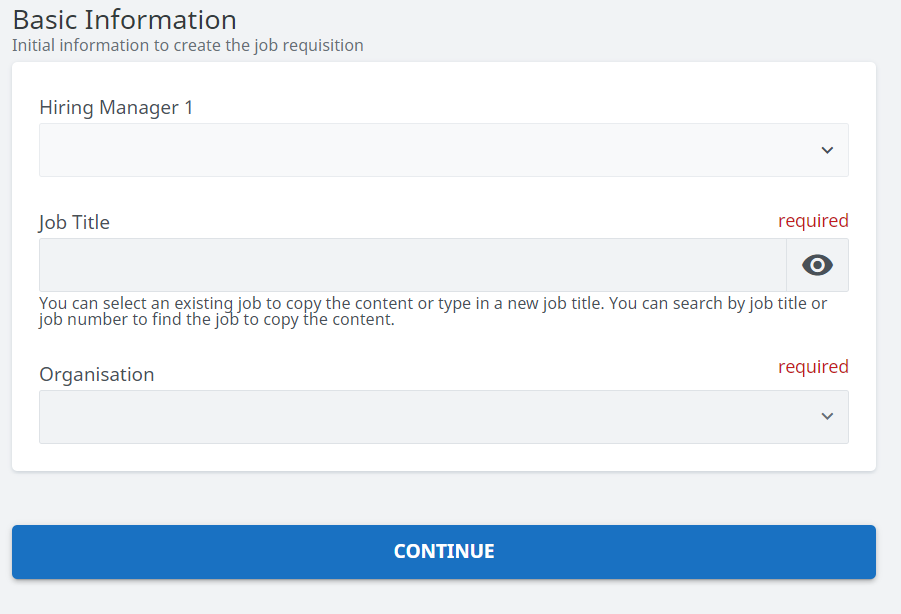 Basic Information
Initial information to create the job requisition
Hiring Manager 1
Job Title
required
You can select an existing job to copy the content or type in a new job title. You can search by job title or
job number to find the job to copy the content.
Organisation
required
CONTINUE